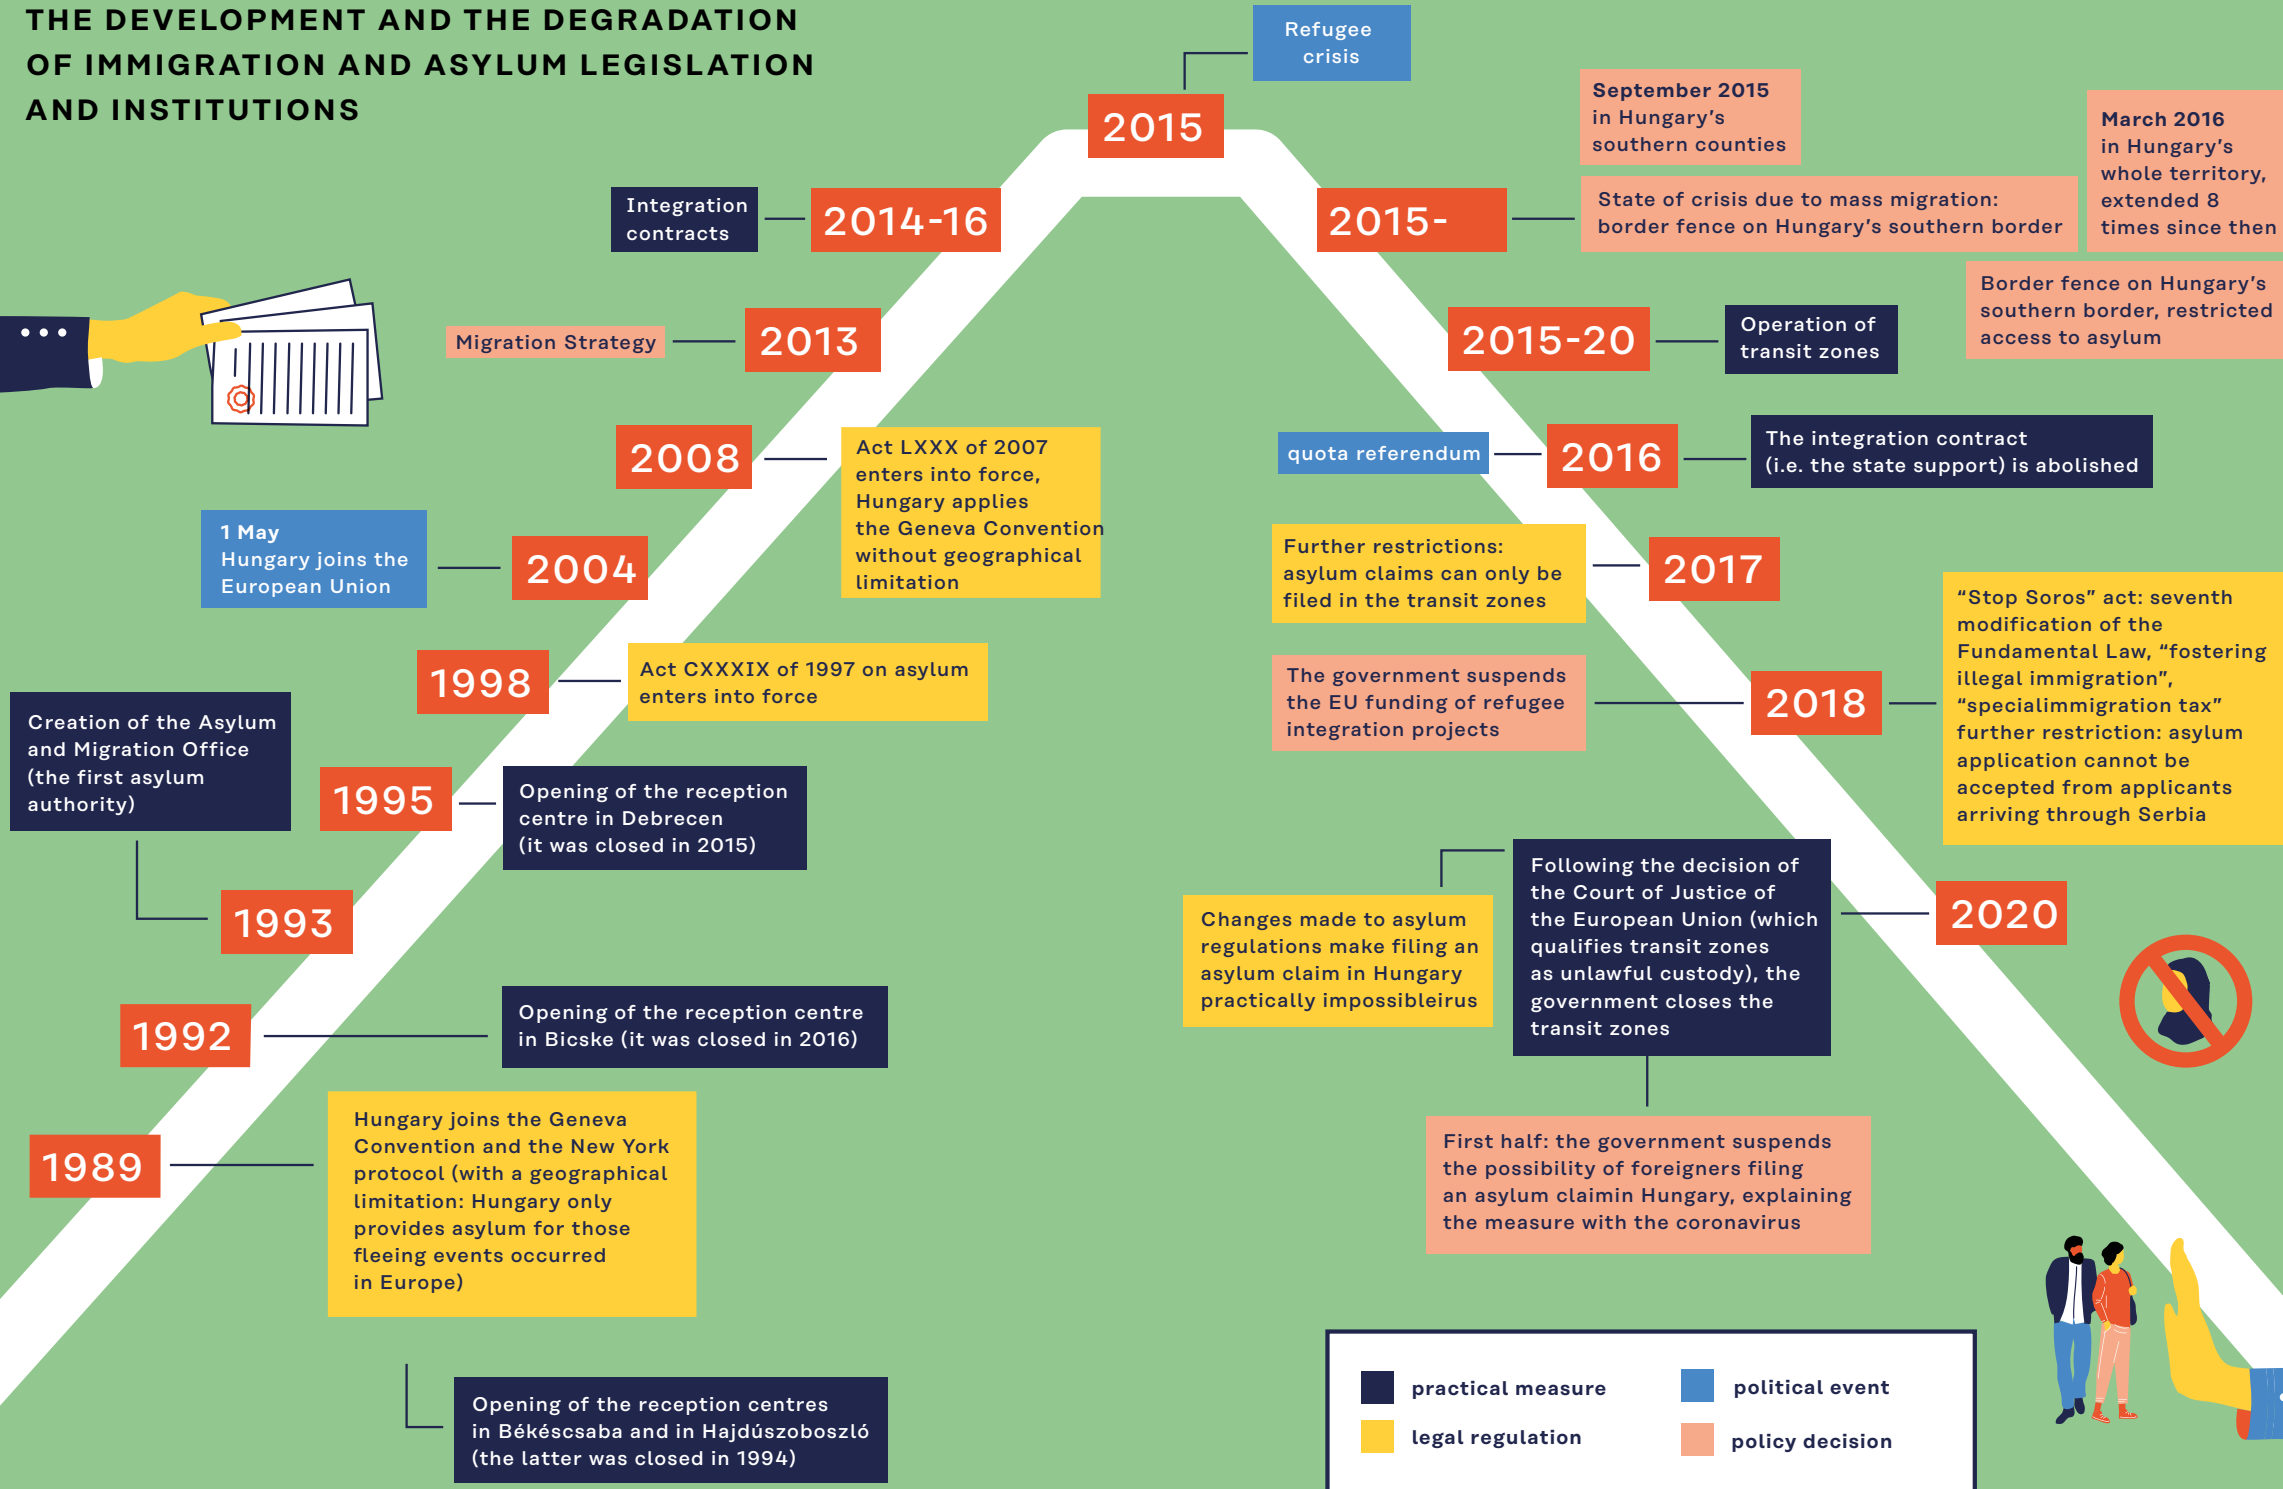 THE DEVELOPMENT AND THE DEGRADATION
OF IMMIGRATION AND ASYLUM LEGISLATION
AND INSTITUTIONS
Refugee
crisis
2015
Integration
contracts
2014-16
Migration Strategy
2013
2008
Act LXXX of 2007
enters into force,
Hungary applies
the Geneva Convention
without geographical
limitation
1 May
Hungary joins the
European Union
2004
1998
Act CXXXIX of 1997 on asylum
enters into force
Creation of the Asylum
and Migration Office
(the first asylum
authority)
1995
Opening of the reception
centre in Debrecen
(it was closed in 2015)
1993
1992
Opening of the reception centre
in Bicske (it was closed in 2016)
1989
Hungary joins the Geneva
Convention and the New York
protocol (with a geographical
limitation: Hungary only
provides asylum for those
fleeing events occurred
in Europe)
Opening of the reception centres
in Békéscsaba and in Hajdúszoboszló
(the latter was closed in 1994)
September 2015
in Hungary's
southern counties
March 2016
in Hungary's
whole territory,
extended 8
times since then
2015-
State of crisis due to mass migration:
border fence on Hungary's southern border
Border fence on Hungary's
southern border, restricted
access to asylum
2015-20
Operation of
transit zones
quota referendum
2016
The integration contract
(i.e. the state support) is abolished
Further restrictions:
asylum claims can only be
filed in the transit zones
2017
The government suspends
the EU funding of refugee
integration projects
2018
“Stop Soros” act: seventh
modification of the
Fundamental Law, “fostering
illegal immigration”,
“specialimmigration tax”
further restriction: asylum
application cannot be
accepted from applicants
arriving through Serbia
Changes made to asylum
regulations make filing an
asylum claim in Hungary
practically impossibleirus
Following the decision of
the Court of Justice of
the European Union (which
qualifies transit zones
as unlawful custody), the
government closes the
transit zones
2020
First half: the government suspends
the possibility of foreigners filing
an asylum claimin Hungary, explaining
the measure with the coronavirus
practical measure
political event
legal regulation
policy decision